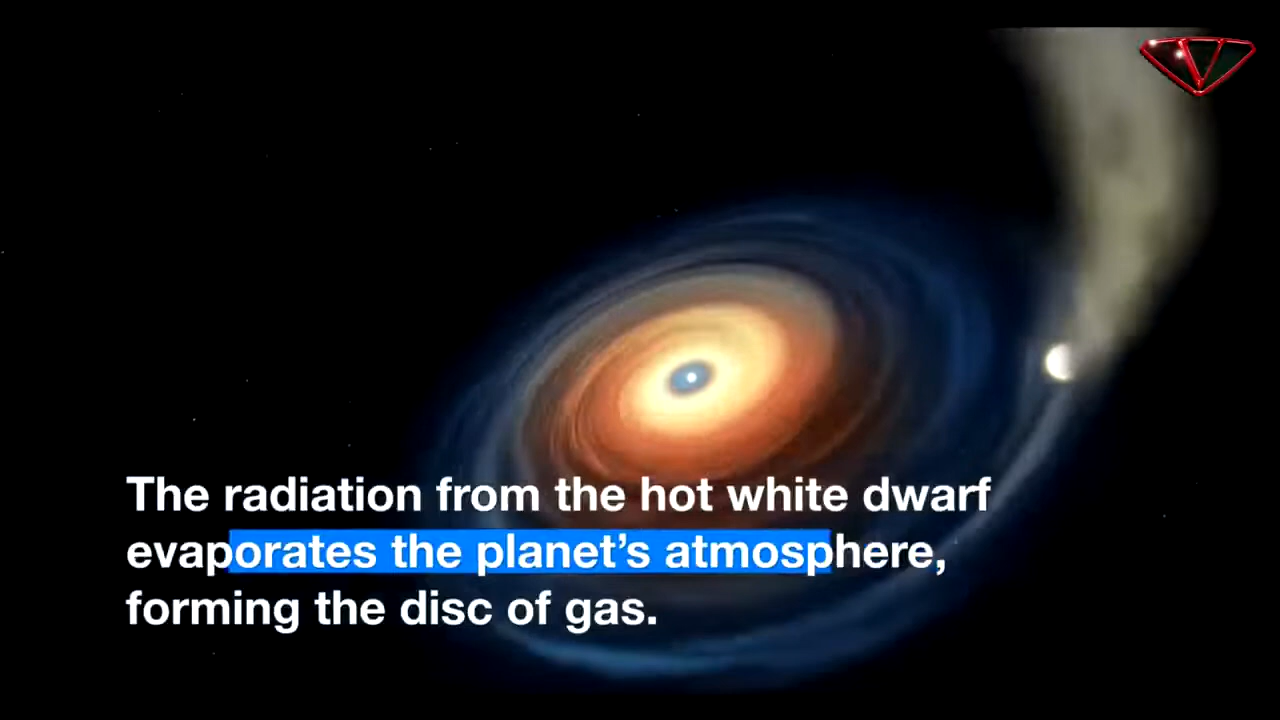 The radiation from the hot white dwarf
evaporates the planet’s atmosphere,
forming the disc of gas.